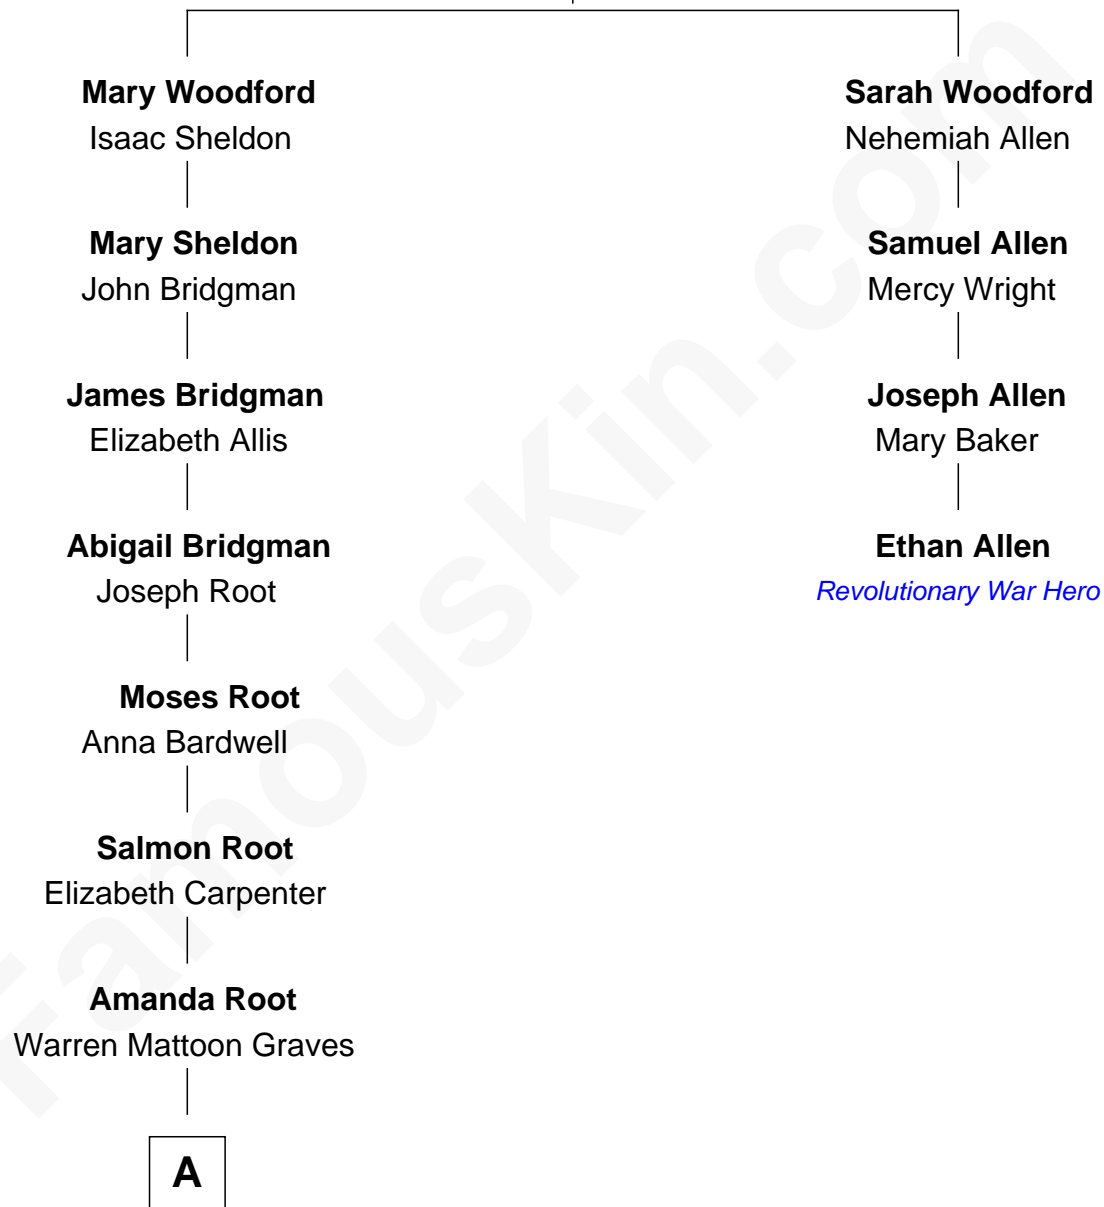 Mary Woodford
Isaac Sheldon
Mary Sheldon
John Bridgman
James Bridgman
Elizabeth Allis
Abigail Bridgman
Joseph Root
Moses Root
Anna Bardwell
Salmon Root
Elizabeth Carpenter
Amanda Root
Warren Mattoon Graves
A
Sarah Woodford
Nehemiah Allen
Samuel Allen
Mercy Wright
Joseph Allen
Mary Baker
Ethan Allen
Revolutionary War Hero
FamousKin.com